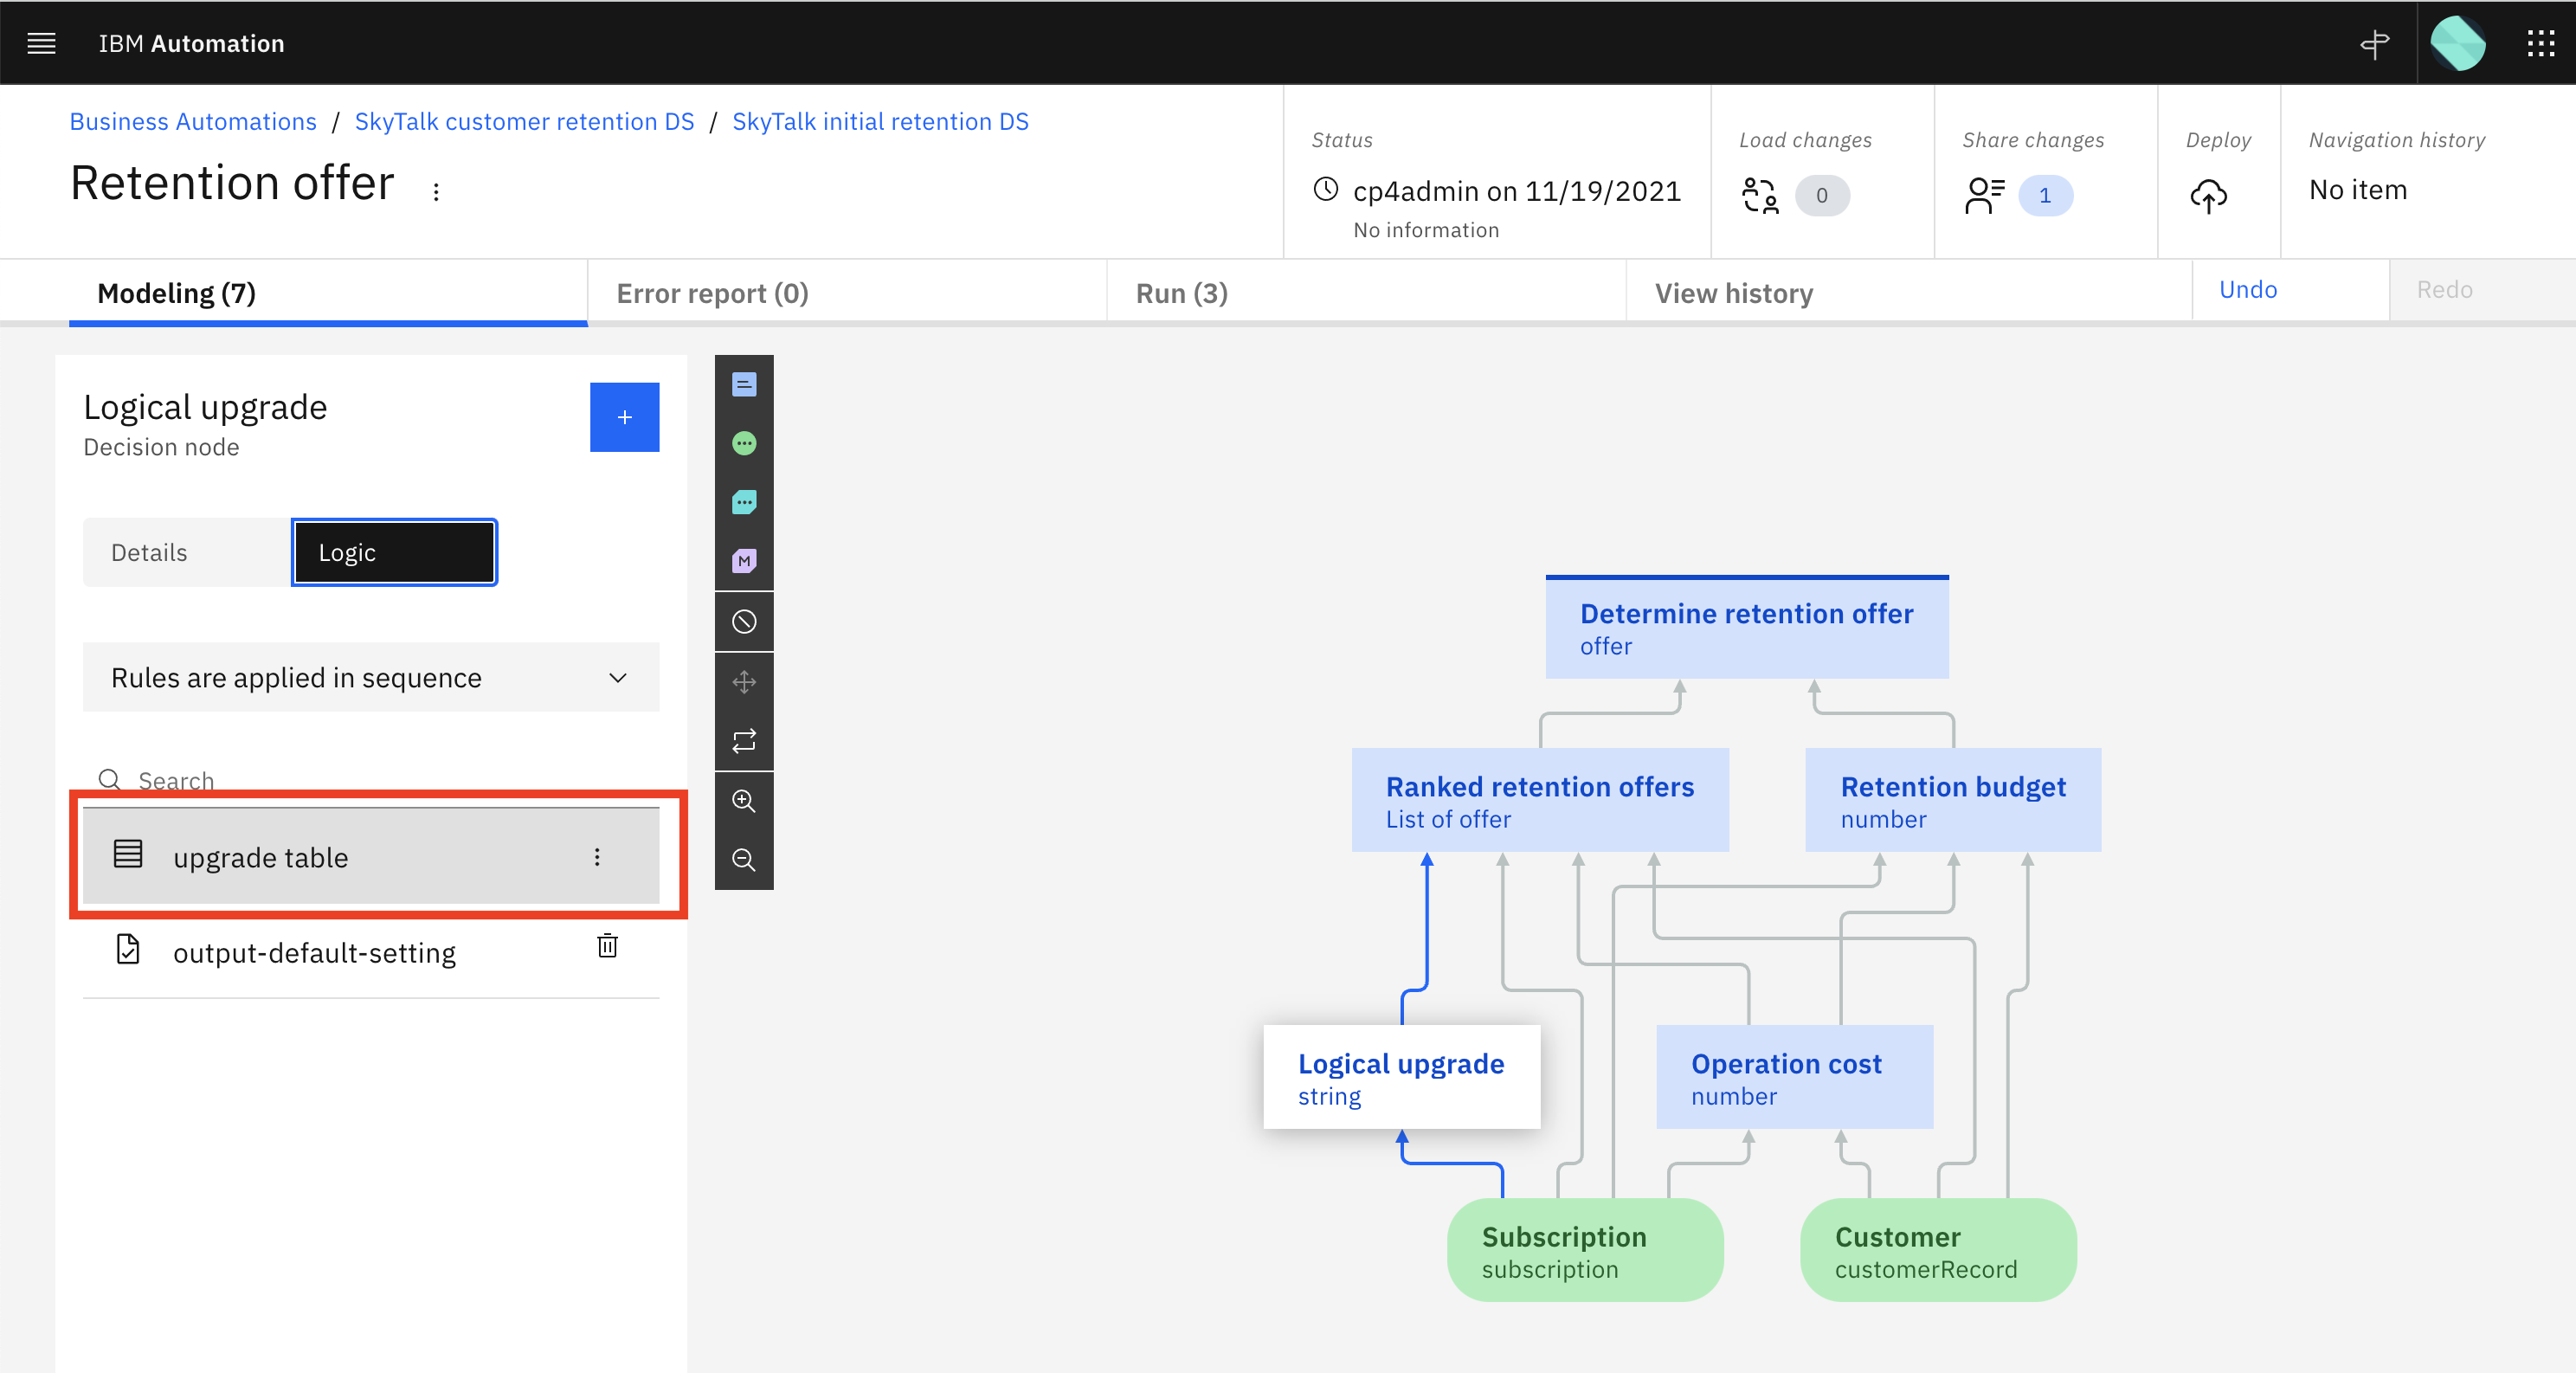 IBM Automation
Business Automations / SkyTalk customer retention DS / SkyTalk initial retention DS
Retention offer
Status
cp4admin on 11/19/2021
No information
Load changes
0
Share changes
1
Deploy
Navigation history
No item
Modeling (7)
Error report (0)
Run (3)
View history
Undo
Redo
Logical upgrade
Decision node
+
Details
Logic
Rules are applied in sequence
Search
upgrade table
output-default-setting
M
Determine retention offer
offer
Ranked retention offers
List of offer
Retention budget
number
Logical upgrade
string
Operation cost
number
Subscription
subscription
Customer
customerRecord